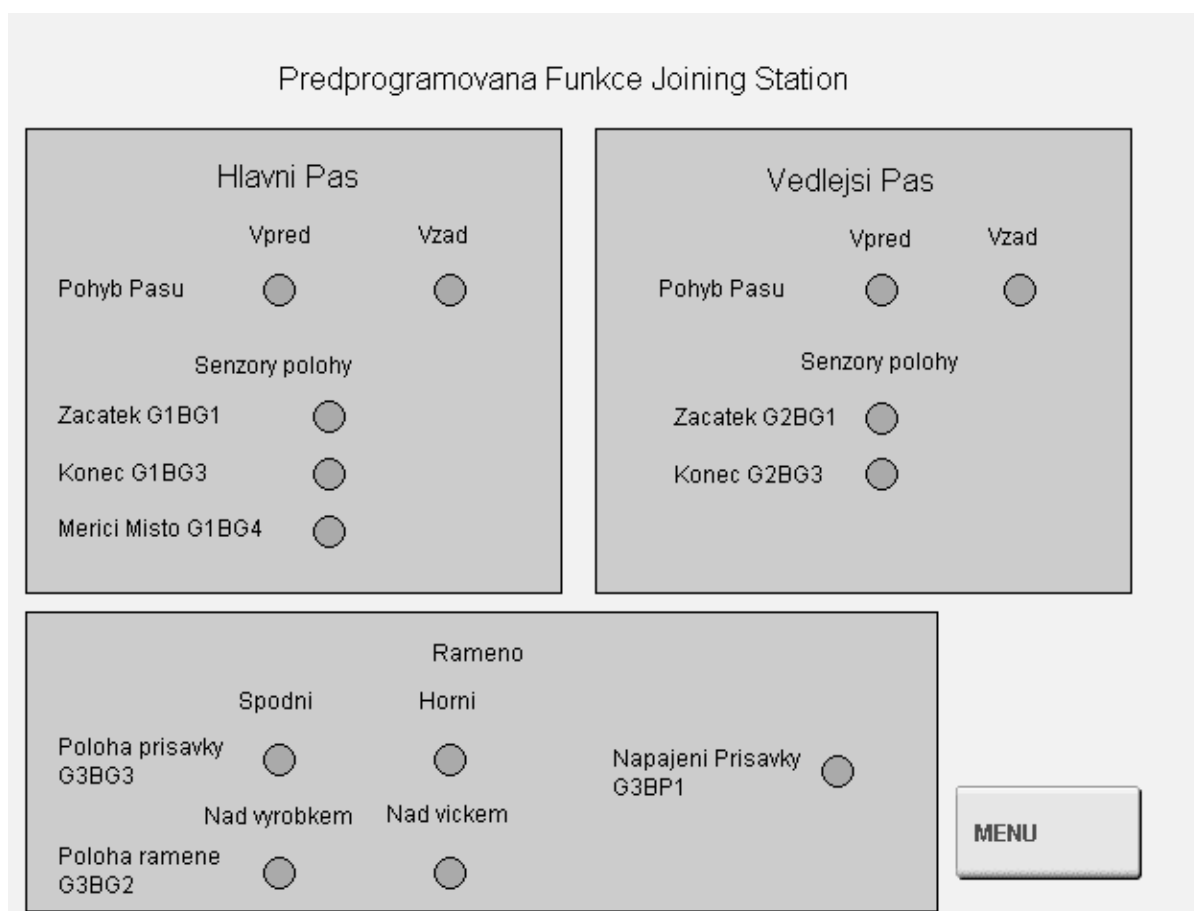 Predprogramovana Funkce Joining Station
Hlavni Pas
Vpred Vzad
Pohyb Pasu
Senzory polohy
Zacatek G1BG1
Konec G1BG3
Merici Misto G1BG4
Vedlejsi Pas
Vpred Vzad
Pohyb Pasu
Senzory polohy
Zacatek G2BG1
Konec G2BG3
Rameno
Spodni Horni
Poloha prisavky
G3BG3
Nad vyrobkem Nad vickem
Poloha ramene
G3BG2
Napajeni Prisavky
G3BP1
MENU